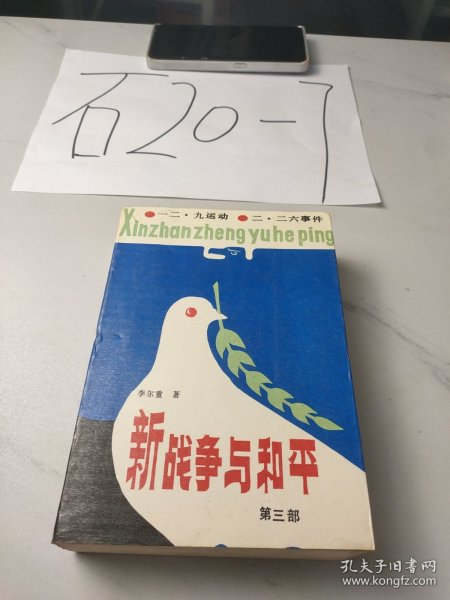 石20-7
●一二·九运动 ●二·二六事件
Xinzhanzhengyuheping
李尔重 著
新战争与和平
第三部
孔夫子旧书网
www.kongfz.com